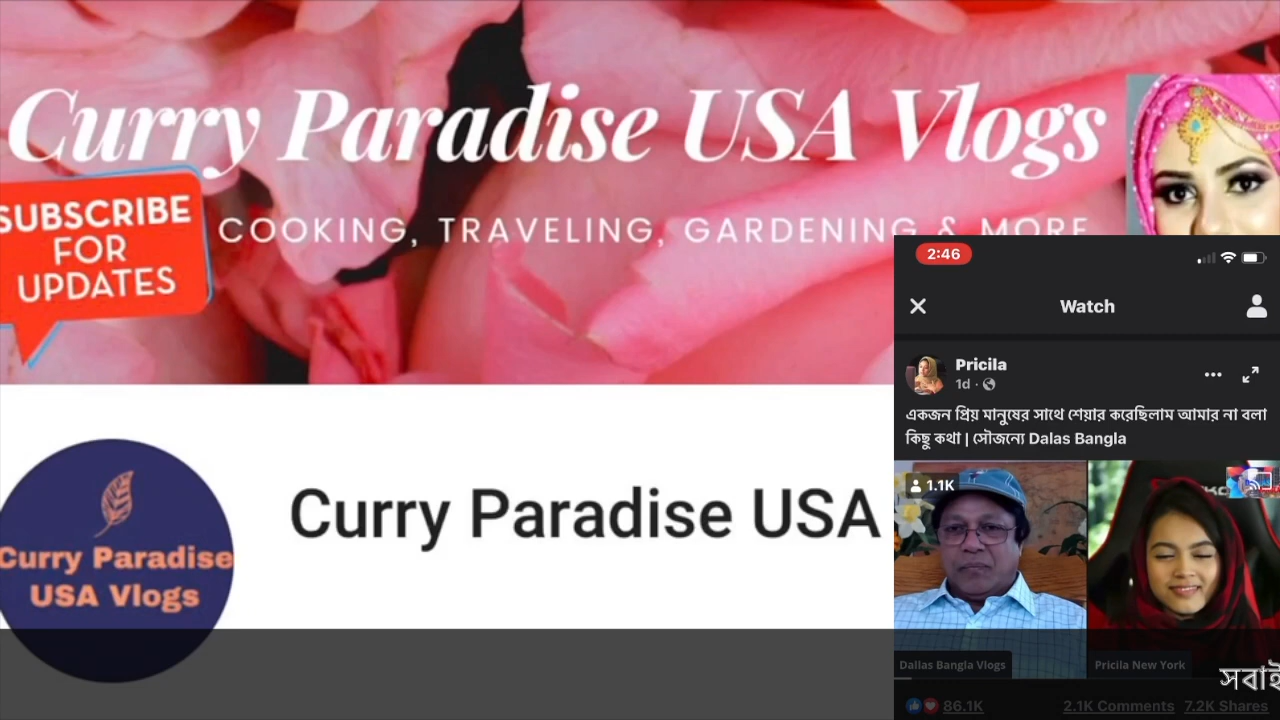 Curry Paradise USA Vlogs
SUBSCRIBE
FOR
UPDATES
COOKING, TRAVELING, GARDENING & MORE
2:46
Watch
Pricila
1d
একজন প্রিয় মানুষের সাথে শেয়ার করেছিলাম আমার না বলা
কিছু কথা | সৌজন্যে Dalas Bangla
1.1K
Curry Paradise USA
Curry Paradise
USA Vlogs
Dallas Bangla Vlogs
Pricila New York
সবাই
86.1K
2.1K Comments 7.2K Shares